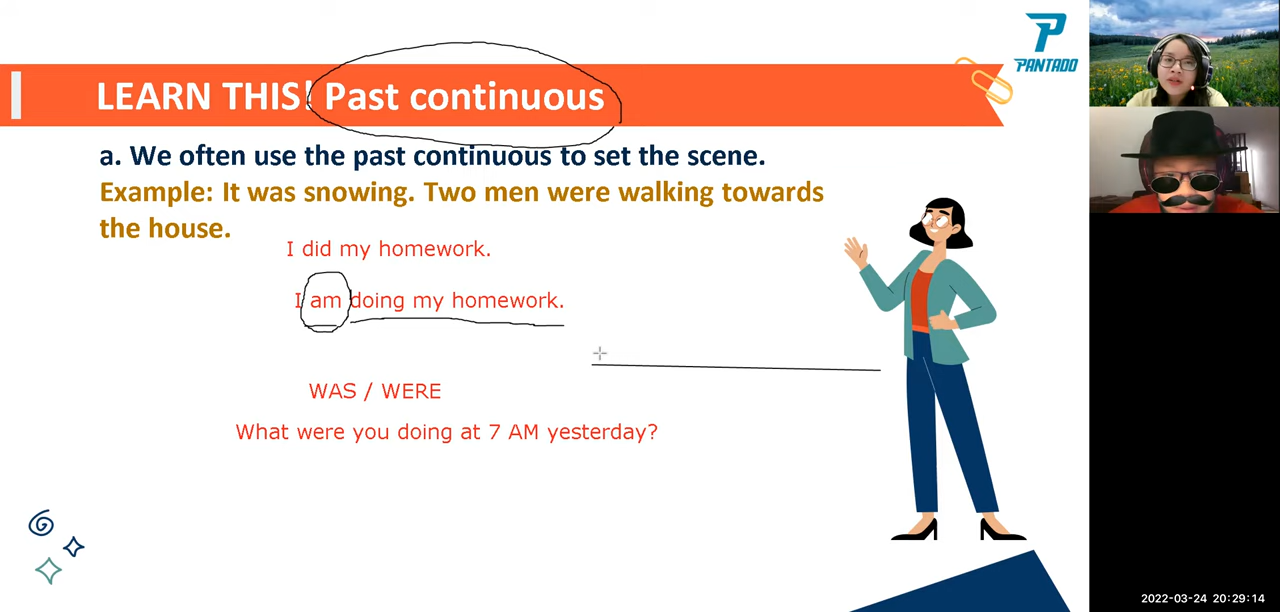 LEARN THIS! Past continuous
PANTADO
a. We often use the past continuous to set the scene.
Example: It was snowing. Two men were walking towards
the house.
I did my homework.
I am doing my homework.
WAS / WERE
What were you doing at 7 AM yesterday?
2022-03-24 20:29:14